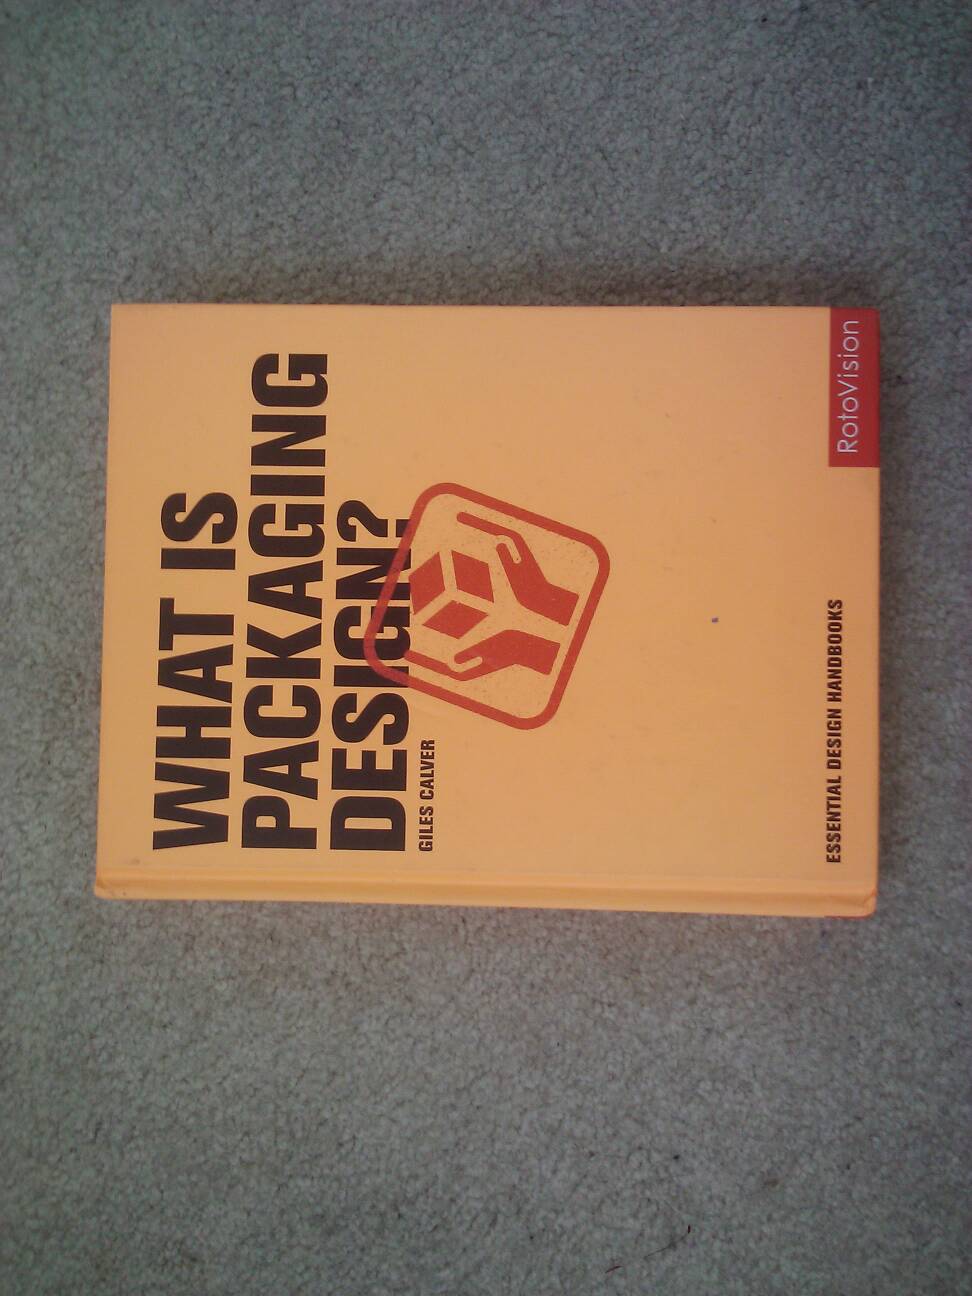 WHAT IS
PACKAGING
DESIGN?
GILES CALVER
ESSENTIAL DESIGN HANDBOOKS
RotoVision